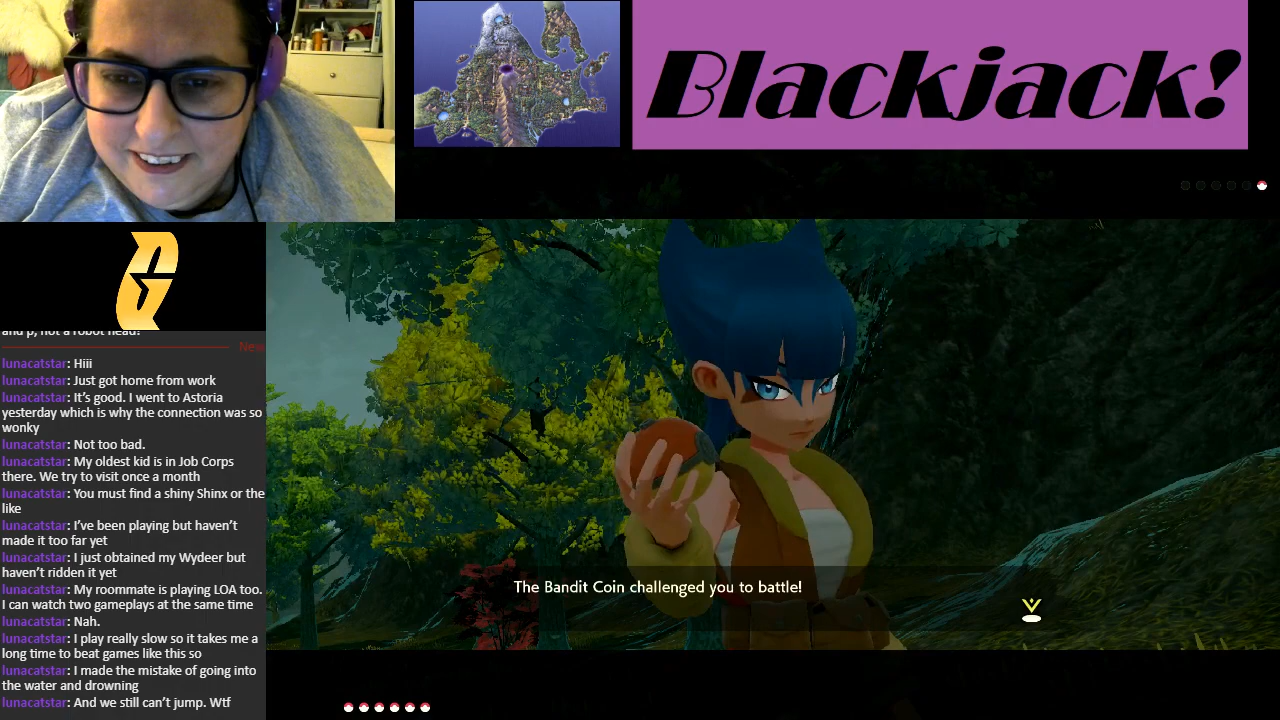 Blackjack!
and p, not a robot head?
New
lunacatstar: Hiii
lunacatstar: Just got home from work
lunacatstar: It's good. I went to Astoria
yesterday which is why the connection was so
wonky
lunacatstar: Not too bad.
lunacatstar: My oldest kid is in Job Corps
there. We try to visit once a month
lunacatstar: You must find a shiny Shinx or the
like
lunacatstar: I've been playing but haven't
made it too far yet
lunacatstar: I just obtained my Wydeer but
haven't ridden it yet
lunacatstar: My roommate is playing LOA too.
I can watch two gameplays at the same time
lunacatstar: Nah.
lunacatstar: I play really slow so it takes me a
long time to beat games like this so
lunacatstar: I made the mistake of going into
the water and drowning
lunacatstar: And we still can't jump. Wtf
The Bandit Coin challenged you to battle!